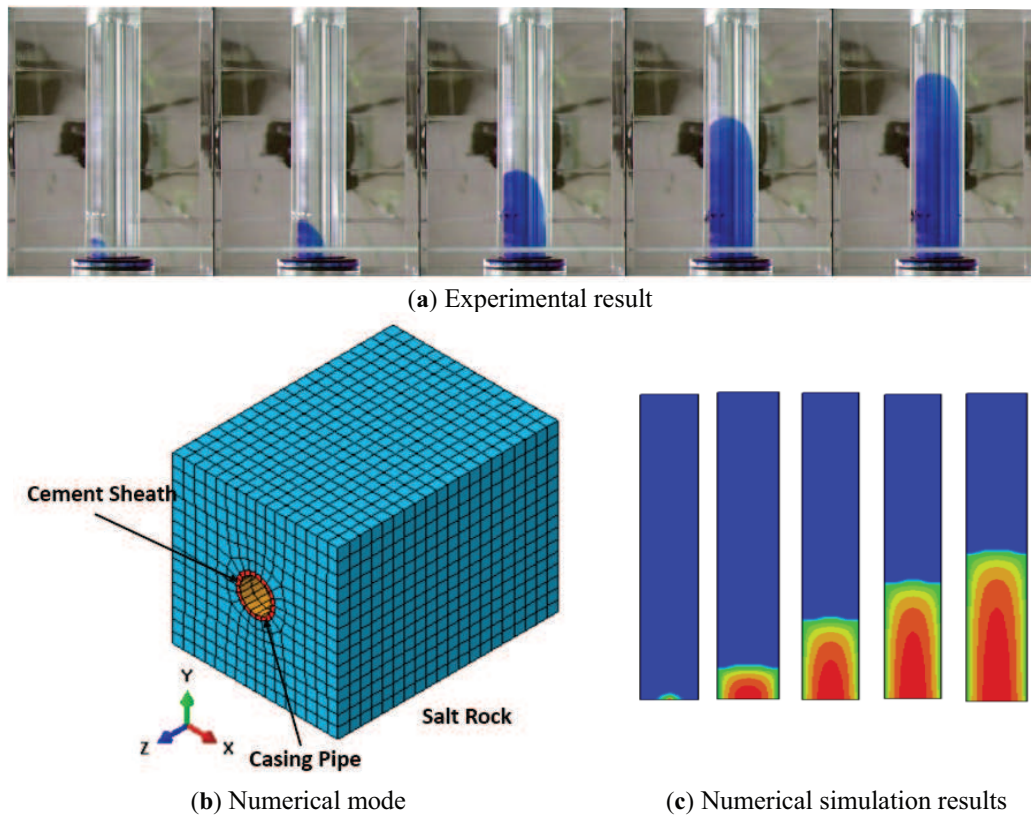 (a) Experimental result
Cement Sheath
Y
Z
X
Salt Rock
Casing Pipe
(b) Numerical mode
(c) Numerical simulation results